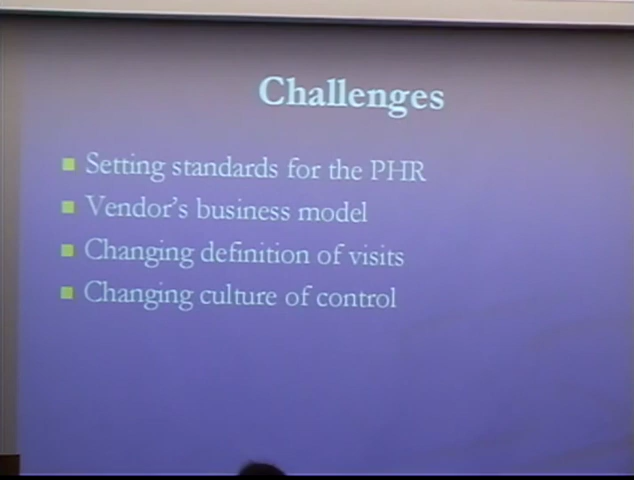 Challenges
Setting standards for the PHR
Vendor's business model
Changing definition of visits
Changing culture of control